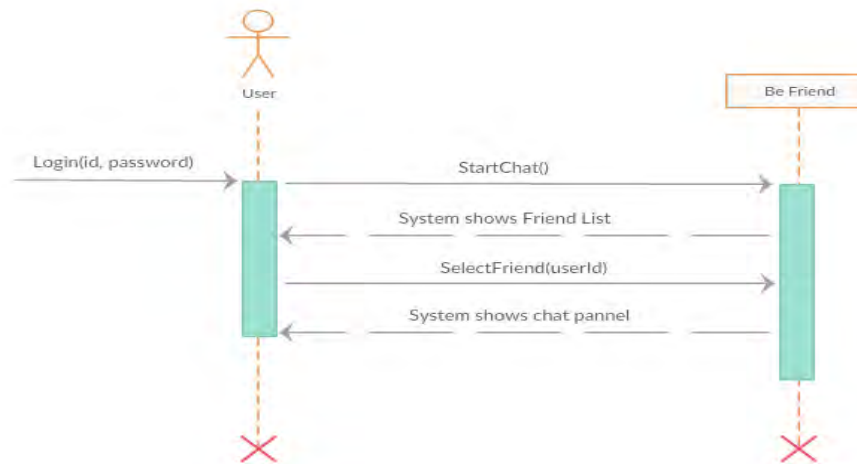 User
Be Friend
Login(id, password)
StartChat()
System shows Friend List
SelectFriend(userId)
System shows chat pannel